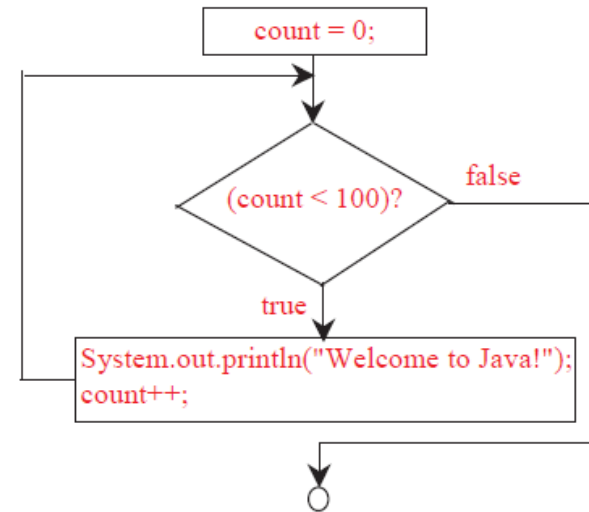 count = 0;
(count < 100)?
false
true
System.out.println("Welcome to Java!");
count++;